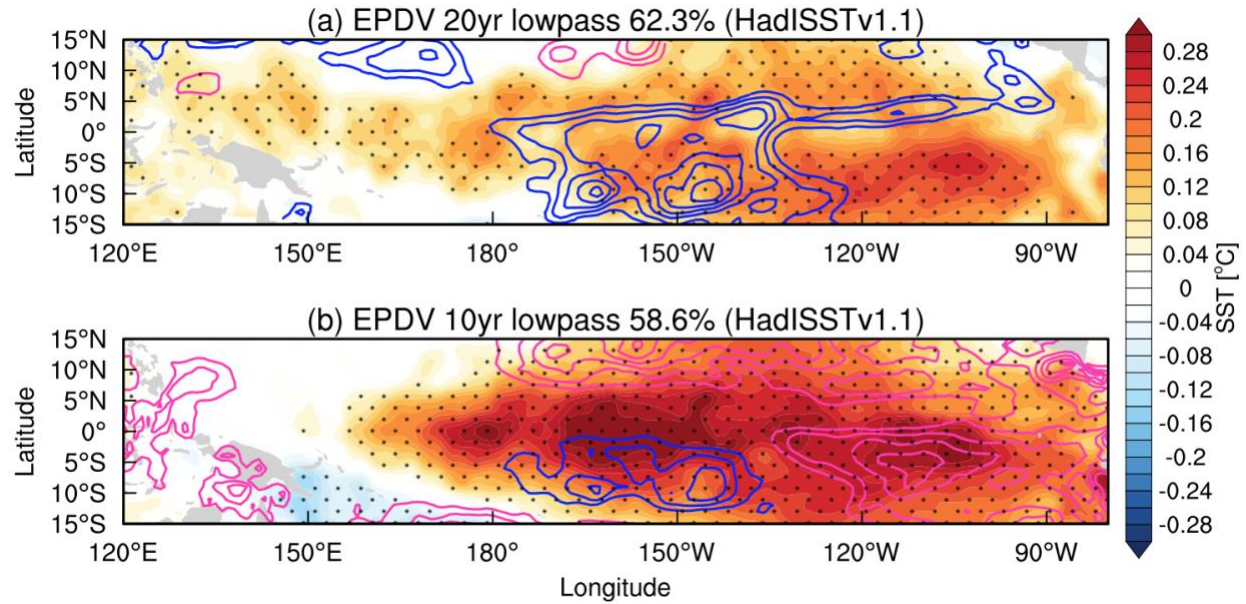 (a) EPDV 20yr lowpass 62.3% (HadISSTv1.1)
15°N
10°N
5°N
0°
5°S
10°S
15°S
Latitude
120°E 150°E 180° 150°W 120°W 90°W
(b) EPDV 10yr lowpass 58.6% (HadISSTv1.1)
15°N
10°N
5°N
0°
5°S
10°S
15°S
Latitude
120°E 150°E 180° 150°W 120°W 90°W
Longitude
0.28
0.24
0.2
0.16
0.12
0.08
0.04
0
-0.04
-0.08
-0.12
-0.16
-0.2
-0.24
-0.28
SST [°C]